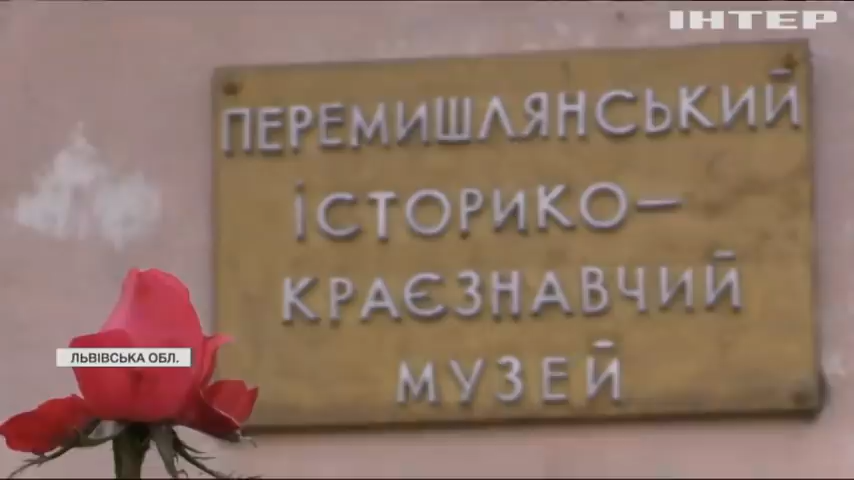 ІНТЕР
ПЕРЕМИШЛЯНСЬКИЙ
ІСТОРИКО-
КРАЄЗНАВЧИЙ
МУЗЕЙ
ЛЬВІВСЬКА ОБЛ.